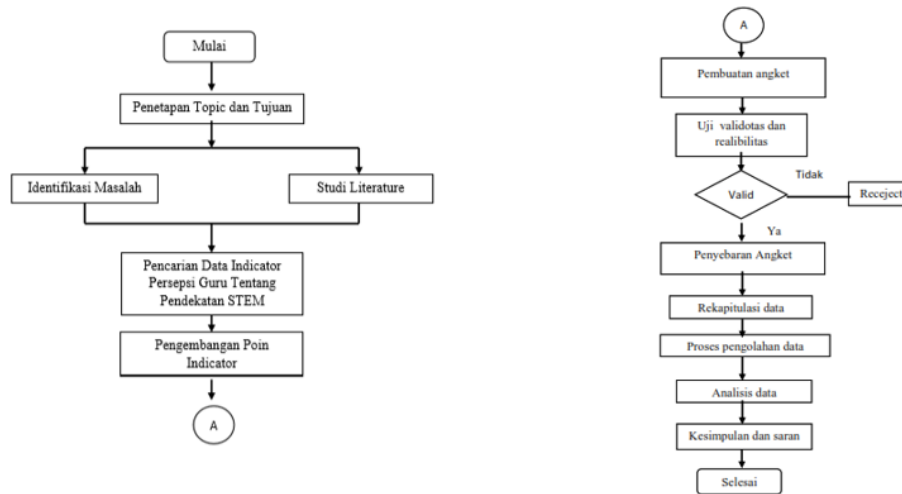 Mulai
Penetapan Topic dan Tujuan
Identifikasi Masalah
Studi Literature
Pencarian Data Indicator
Persepsi Guru Tentang
Pendekatan STEM
Pengembangan Poin
Indicator
A
A
Pembuatan angket
Uji validotas dan
realibilitas
Valid
Tidak
Receject
Ya
Penyebaran Angket
Rekapitulasi data
Proses pengolahan data
Analisis data
Kesimpulan dan saran
Selesai